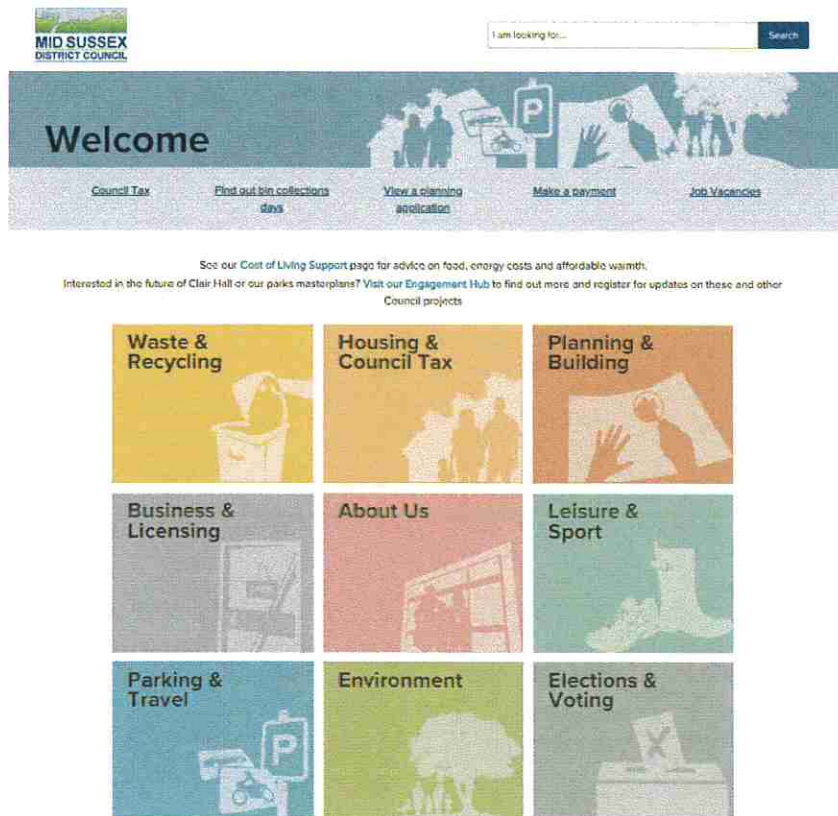 MID SUSSEX
DISTRICT COUNCIL
I am looking for...
Search
Welcome
P
Council Tax
Find out bin collections
days
View a planning
application
Make a payment
Job Vacancies
See our Cost of Living Support page for advice on food, energy costs and affordable warmth.
Interested in the future of Clair Hall or our parks masterplans? Visit our Engagement Hub to find out more and register for updates on these and other
Council projects
Waste &
Recycling
Housing &
Council Tax
Planning &
Building
Business &
Licensing
About Us
Leisure &
Sport
Parking &
Travel
P
Environment
Elections &
Voting
X